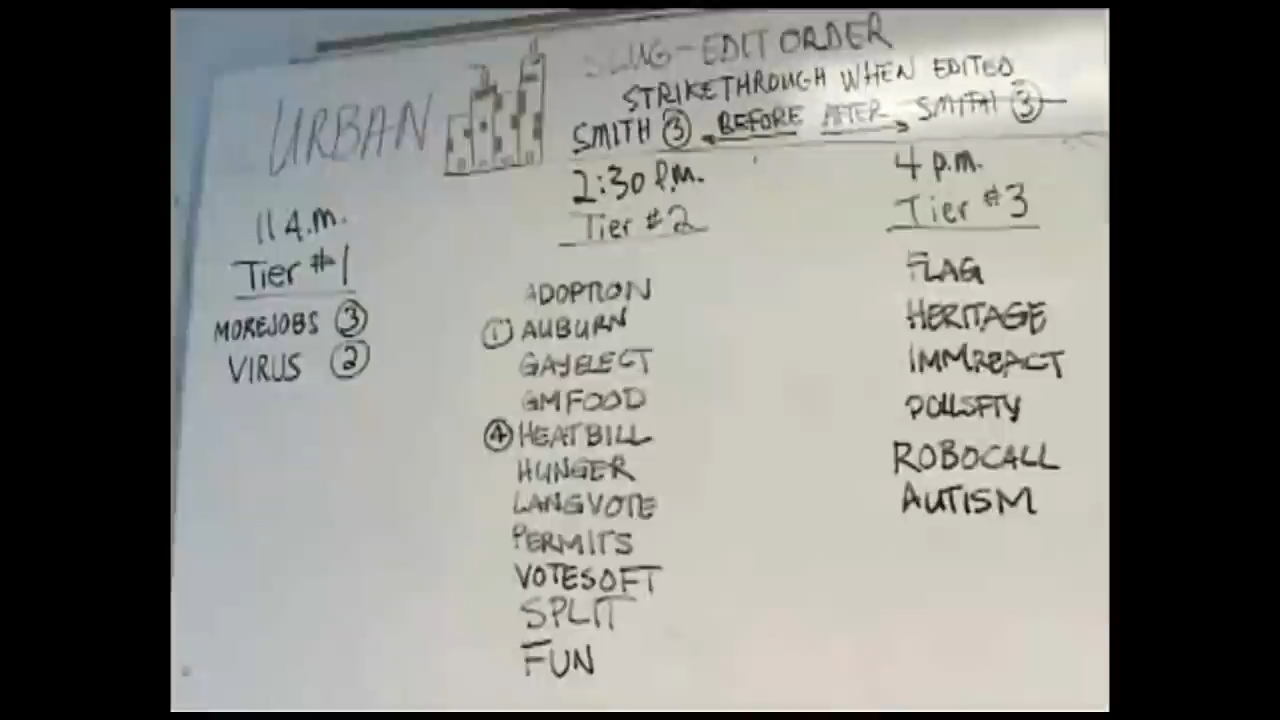 URBAN
SLUG-EDIT ORDER
STRIKETHROUGH WHEN EDITED
SMITH ③ BEFORE AFTER SMITH ③
11 A.M.
Tier #1
MOREJOBS ③
VIRUS ②
2:30 P.M.
Tier #2
ADOPTION
① AUBURN
GAYELECT
GMFOOD
④ HEATBILL
HUNGER
LANGVOTE
PERMITS
VOTESOFT
SPLIT
FUN
4 p.m.
Tier #3
FLAG
HERITAGE
IMMREACT
POLLSFTY
ROBOCALL
AUTISM